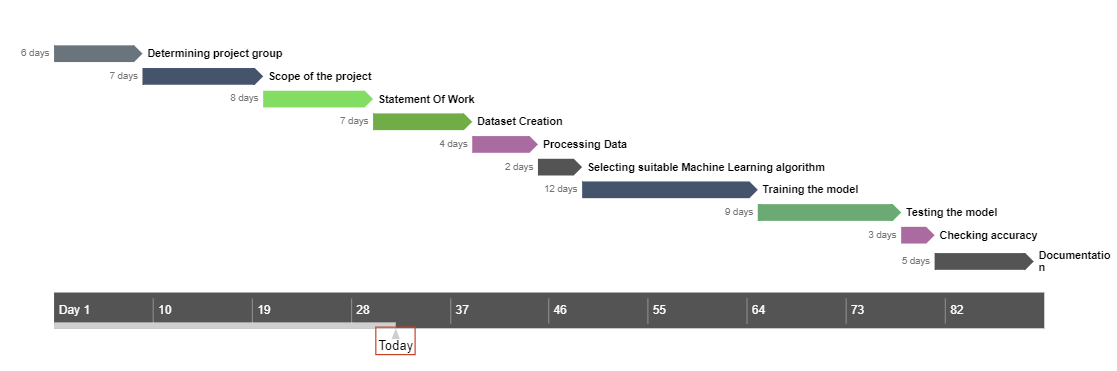 6 days Determining project group
7 days Scope of the project
8 days Statement Of Work
7 days Dataset Creation
4 days Processing Data
2 days Selecting suitable Machine Learning algorithm
12 days Training the model
9 days Testing the model
3 days Checking accuracy
5 days Documentatio
n
Day 1 10 19 28 37 46 55 64 73 82
Today